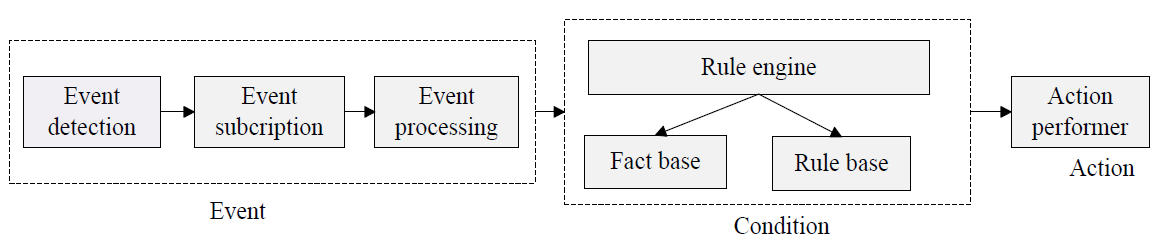 Event
detection
Event
subcription
Event
processing
Event
Rule engine
Fact base
Rule base
Condition
Action
performer
Action